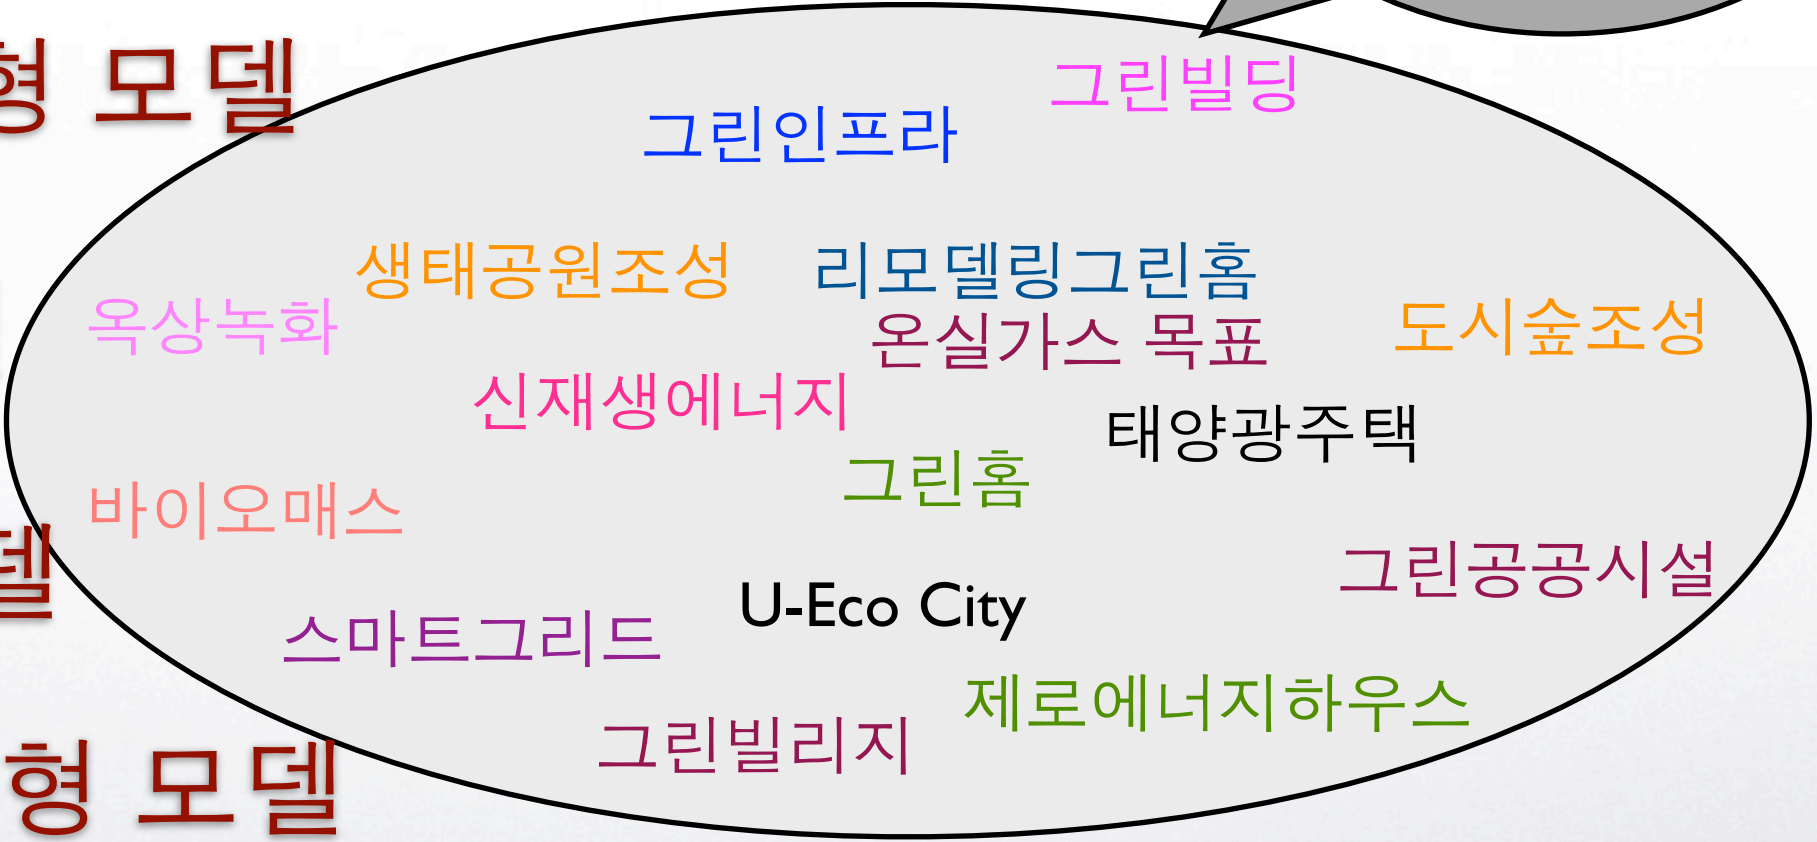 형 모델
그린빌딩
그린인프라
생태공원조성
리모델링그린홈
옥상녹화
온실가스 목표
도시숲조성
신재생에너지
태양광주택
그린홈
바이오매스
델
그린공공시설
U-Eco City
스마트그리드
제로에너지하우스
그린빌리지
형 모델